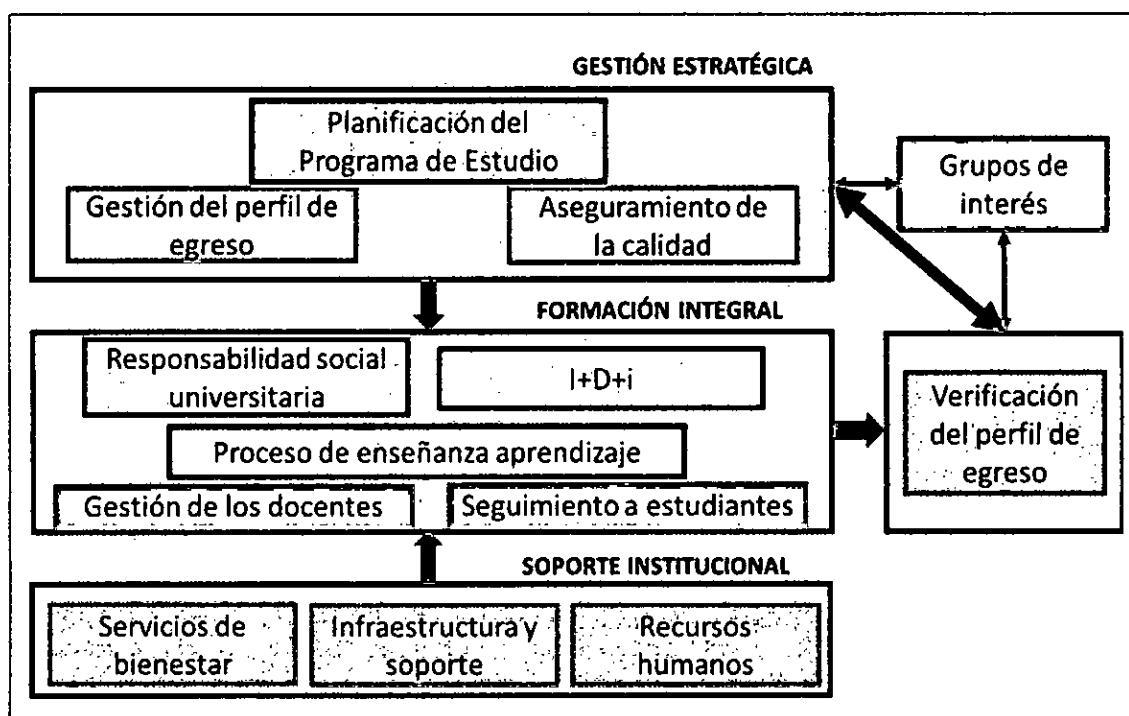 GESTIÓN ESTRATÉGICA
Planificación del
Programa de Estudio
Gestión del perfil de
egreso
Aseguramiento de
la calidad
Grupos de
interés
FORMACIÓN INTEGRAL
Responsabilidad social
universitaria
I+D+i
Proceso de enseñanza aprendizaje
Gestión de los docentes
Seguimiento a estudiantes
Verificación
del perfil de
egreso
SOPORTE INSTITUCIONAL
Servicios de
bienestar
Infraestructura y
soporte
Recursos
humanos